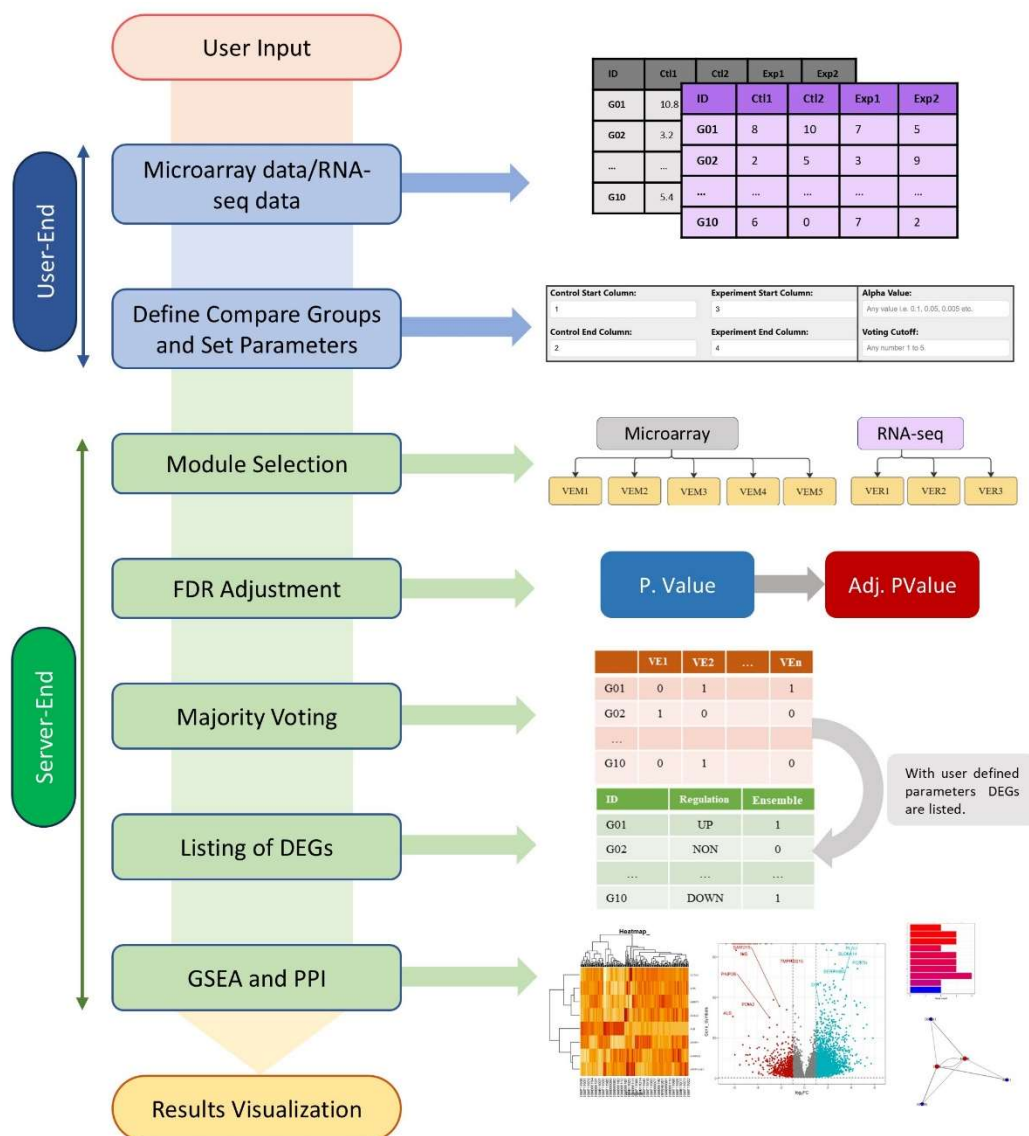 User Input
ID Ctl1 Ctl2 Exp1 Exp2
G01 10.8
G02 3.2
... ...
G10 5.4
ID Ctl1 Ctl2 Exp1 Exp2
G01 8 10 7 5
G02 2 5 3 9
... ... ... ... ...
G10 6 0 7 2
User-End
Microarray data/RNA-
seq data
Define Compare Groups
and Set Parameters
Control Start Column: Experiment Start Column: Alpha Value:
1 3 Any value i.e. 0.1, 0.05, 0.005 etc.
Control End Column: Experiment End Column: Voting Cutoff:
2 4 Any number 1 to 5.
Server-End
Module Selection
Microarray RNA-seq
VEM1 VEM2 VEM3 VEM4 VEM5 VER1 VER2 VER3
FDR Adjustment
P. Value Adj. PValue
Majority Voting
VE1 VE2 ... VEn
G01 0 1 1
G02 1 0 0
...
G10 0 1 0
With user defined
parameters DEGs
are listed.
Listing of DEGs
ID Regulation Ensemble
G01 UP 1
G02 NON 0
... ... ...
G10 DOWN 1
GSEA and PPI
Heatmap_
Results Visualization